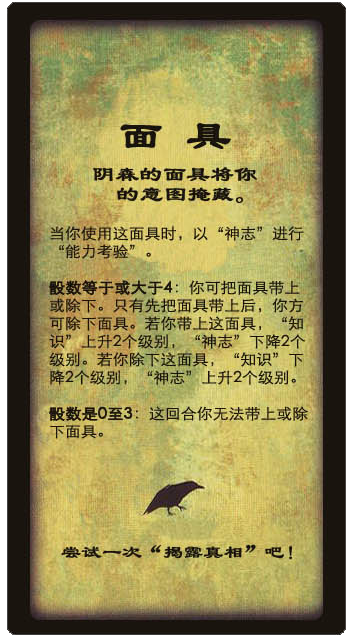 面 具
阴森的面具将你
的意图掩藏。
当你使用这面具时，以“神志”进行
“能力考验”。
骰数等于或大于4：你可把面具带上
或除下。只有先把面具带上后，你方
可除下面具。若你带上这面具，“知
识”上升2个级别，“神志”下降2个
级别。若你除下这面具，“知识”下
降2个级别，“神志”上升2个级别。
骰数是0至3：这回合你无法带上或除
下面具。
尝试一次“揭露真相”吧！